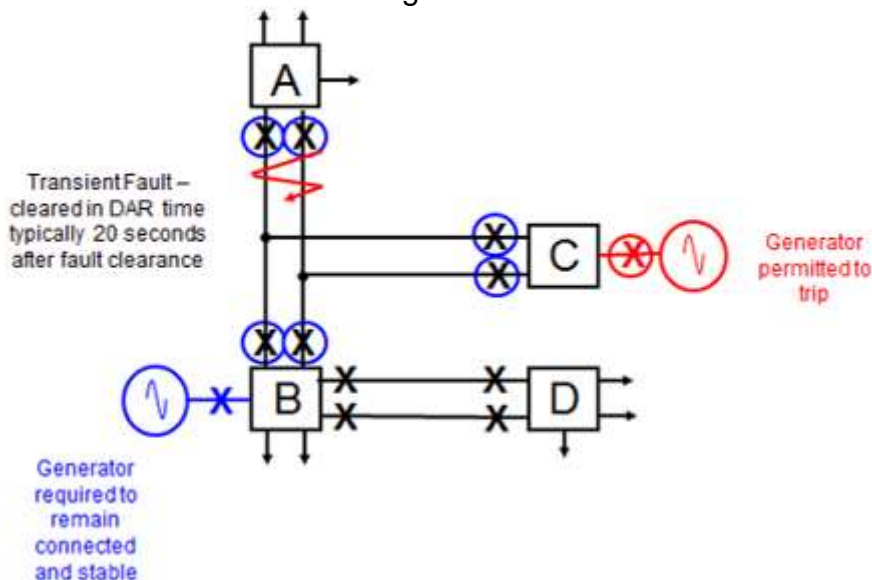 A
Transient Fault –
cleared in DAR time
typically 20 seconds
after fault clearance
C
Generator
permitted to
trip
B
D
Generator
required to
remain
connected
and stable